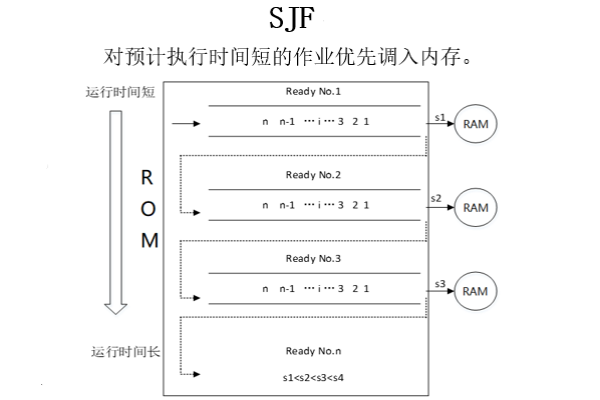 SJF
对预计执行时间短的作业优先调入内存。
运行时间短
Ready No.1
n n-1 …i… 3 2 1
s1
RAM
ROM
Ready No.2
n n-1 …i… 3 2 1
s2
RAM
Ready No.3
n n-1 …i… 3 2 1
s3
RAM
运行时间长
Ready No.n
s1<s2<s3<s4